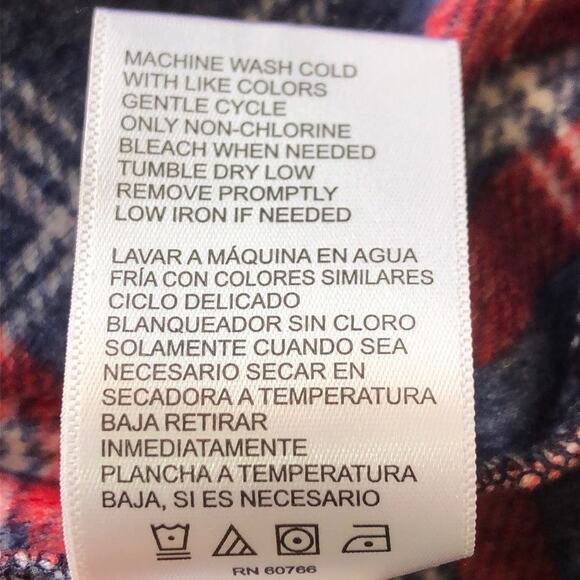 MACHINE WASH COLD
WITH LIKE COLORS
GENTLE CYCLE
ONLY NON-CHLORINE
BLEACH WHEN NEEDED
TUMBLE DRY LOW
REMOVE PROMPTLY
LOW IRON IF NEEDED
LAVAR A MÁQUINA EN AGUA
FRÍA CON COLORES SIMILARES
CICLO DELICADO
BLANQUEADOR SIN CLORO
SOLAMENTE CUANDO SEA
NECESARIO SECAR EN
SECADORA A TEMPERATURA
BAJA RETIRAR
INMEDIATAMENTE
PLANCHA A TEMPERATURA
BAJA, SI ES NECESARIO
RN 60766